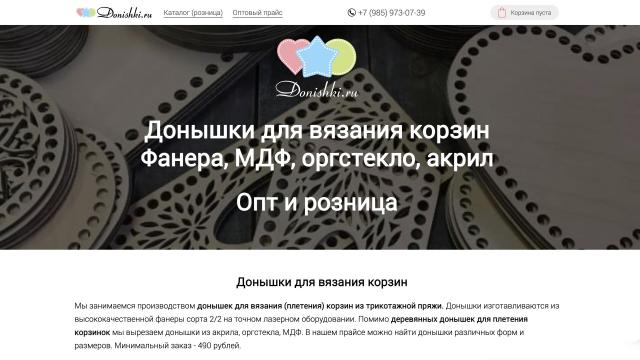 Donishki.ru Каталог (розница) Оптовый прайс +7 (985) 973-07-39 Корзина пуста
Donishki.ru
Донышки для вязания корзин
Фанера, МДФ, оргстекло, акрил
Опт и розница
Донышки для вязания корзин
Мы занимаемся производством донышек для вязания (плетения) корзин из трикотажной пряжи. Донышки изготавливаются из
высококачественной фанеры сорта 2/2 на точном лазерном оборудовании. Помимо деревянных донышек для плетения
корзинок мы вырезаем донышки из акрила, оргстекла, МДФ. В нашем прайсе можно найти донышки различных форм и
размеров. Минимальный заказ - 490 рублей.